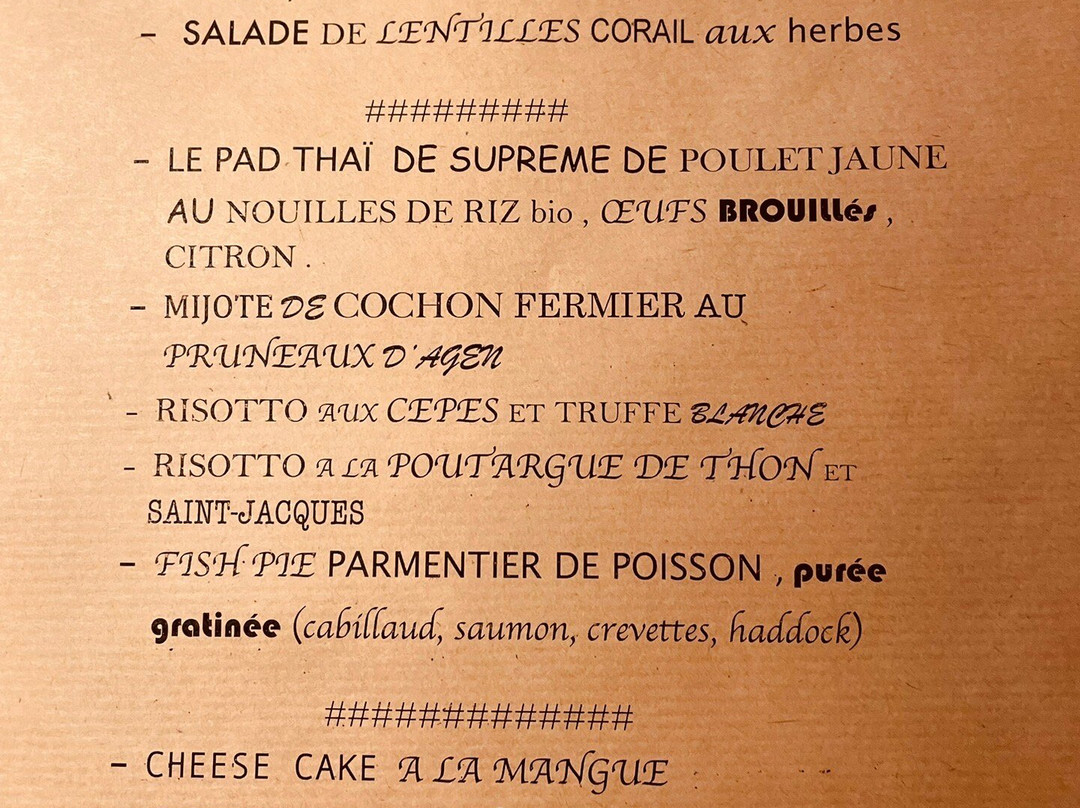 - SALADE DE LENTILLES CORAIL aux herbes
#########
- LE PAD THAÏ DE SUPREME DE POULET JAUNE
AU NOUILLES DE RIZ bio , ŒUFS BROUILLés ,
CITRON .
- MIJOTE DE COCHON FERMIER AU
PRUNEAUX D'AGEN
- RISOTTO AUX CEPES ET TRUFFE BLANCHE
- RISOTTO A LA POUTARGUE DE THON ET
SAINT-JACQUES
- FISH PIE PARMENTIER DE POISSON , purée
gratinée (cabillaud, saumon, crevettes, haddock)
#############
- CHEESE CAKE A LA MANGUE